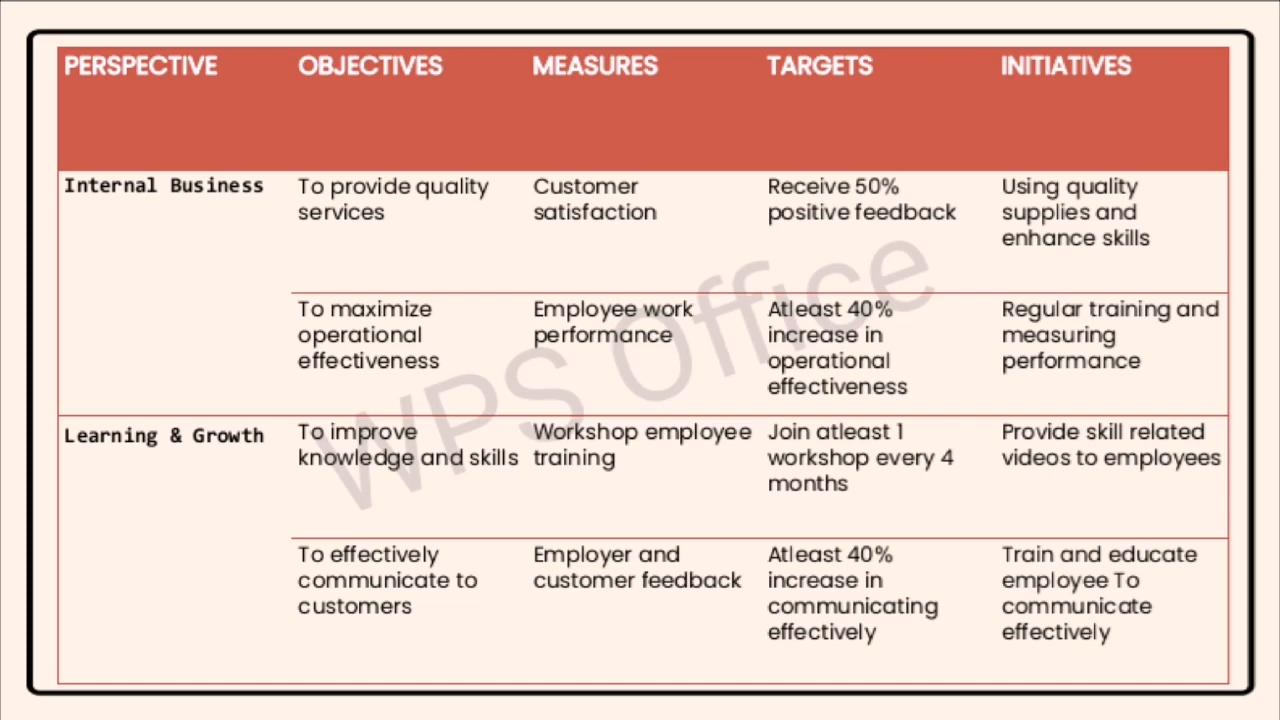 PERSPECTIVE OBJECTIVES MEASURES TARGETS INITIATIVES
Internal Business
To provide quality
services
Customer
satisfaction
Receive 50%
positive feedback
Using quality
supplies and
enhance skills
To maximize
operational
effectiveness
Employee work
performance
Atleast 40%
increase in
operational
effectiveness
Regular training and
measuring
performance
Learning & Growth
To improve
knowledge and skills
Workshop employee
training
Join atleast 1
workshop every 4
months
Provide skill related
videos to employees
To effectively
communicate to
customers
Employer and
customer feedback
Atleast 40%
increase in
communicating
effectively
Train and educate
employee To
communicate
effectively
WPS Office